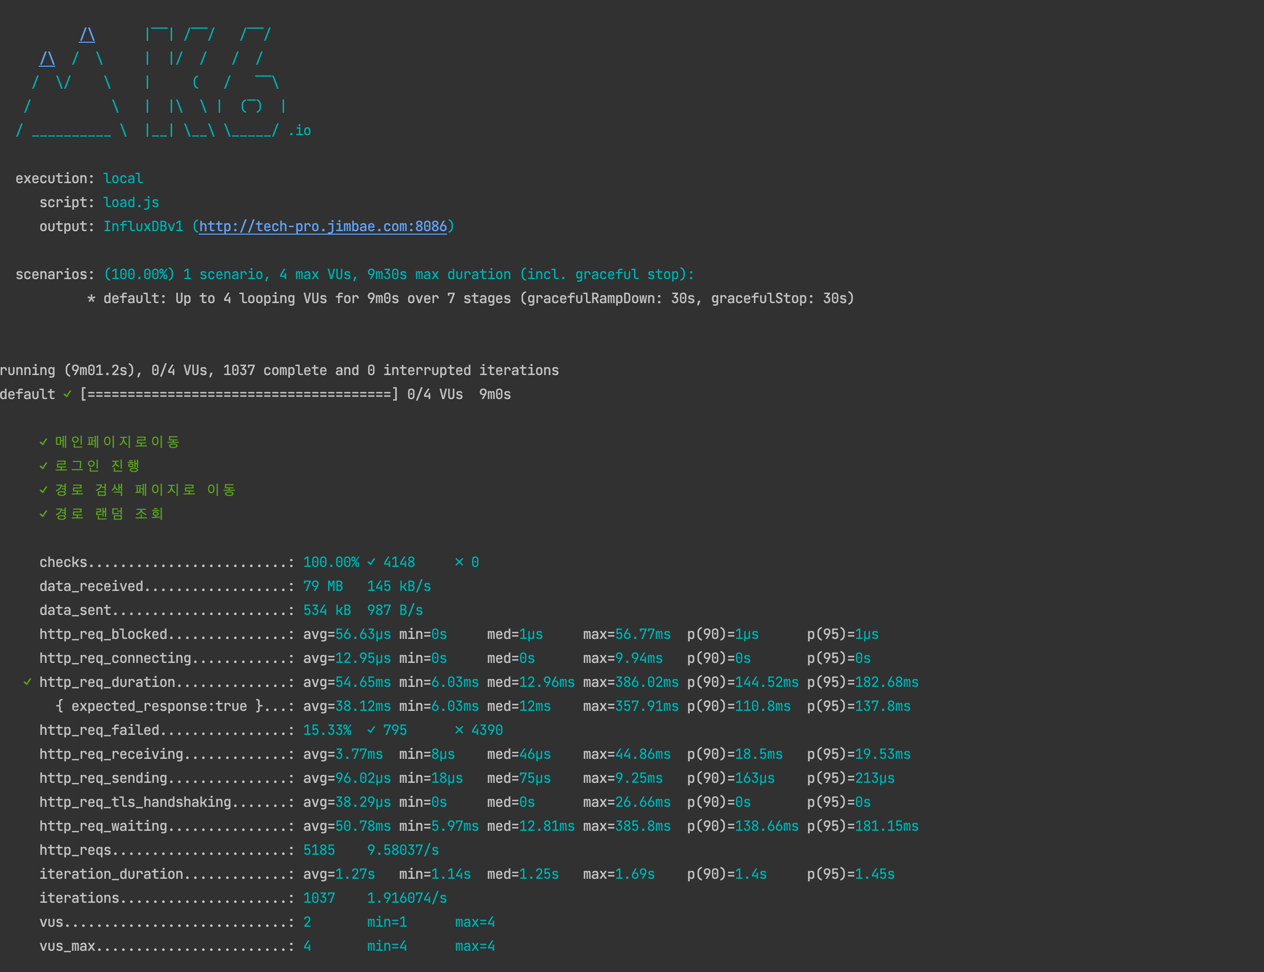 .io
execution: local
script: load.js
output: InfluxDBv1 (http://tech-pro.jimbae.com:8086)
scenarios: (100.00%) 1 scenario, 4 max VUs, 9m30s max duration (incl. graceful stop):
* default: Up to 4 looping VUs for 9m0s over 7 stages (gracefulRampDown: 30s, gracefulStop: 30s)
running (9m01.2s), 0/4 VUs, 1037 complete and 0 interrupted iterations
default ✓ [======================================] 0/4 VUs  9m0s
✓ 메인페이지로이동
✓ 로그인 진행
✓ 경로 검색 페이지로 이동
✓ 경로 랜덤 조회
checks.........................: 100.00% ✓ 4148     ✗ 0
data_received..................: 79 MB   145 kB/s
data_sent......................: 534 kB  987 B/s
http_req_blocked...............: avg=56.63µs min=0s     med=1µs     max=56.77ms  p(90)=1µs      p(95)=1µs
http_req_connecting............: avg=12.95µs min=0s     med=0s      max=9.94ms   p(90)=0s       p(95)=0s
✓ http_req_duration..............: avg=54.65ms min=6.03ms med=12.96ms max=386.02ms p(90)=144.52ms p(95)=182.68ms
{ expected_response:true }...: avg=38.12ms min=6.03ms med=12ms    max=357.91ms p(90)=110.8ms  p(95)=137.8ms
http_req_failed................: 15.33%  ✓ 795      ✗ 4390
http_req_receiving.............: avg=3.77ms  min=8µs    med=46µs    max=44.86ms  p(90)=18.5ms   p(95)=19.53ms
http_req_sending...............: avg=96.02µs min=18µs   med=75µs    max=9.25ms   p(90)=163µs    p(95)=213µs
http_req_tls_handshaking.......: avg=38.29µs min=0s     med=0s      max=26.66ms  p(90)=0s       p(95)=0s
http_req_waiting...............: avg=50.78ms min=5.97ms med=12.81ms max=385.8ms  p(90)=138.66ms p(95)=181.15ms
http_reqs......................: 5185    9.58037/s
iteration_duration.............: avg=1.27s   min=1.14s  med=1.25s   max=1.69s    p(90)=1.4s     p(95)=1.45s
iterations.....................: 1037    1.916074/s
vus............................: 2       min=1      max=4
vus_max........................: 4       min=4      max=4